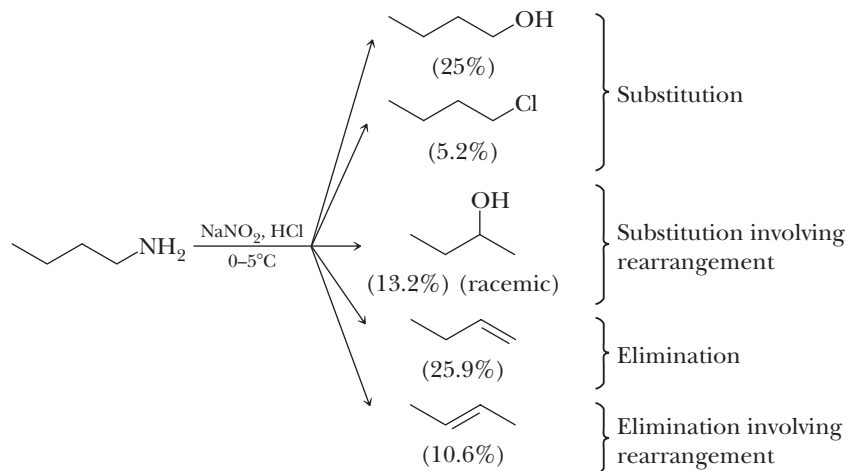 OH
(25%)
Substitution
Cl
(5.2%)
OH
NH₂
NaNO₂, HCl
0–5°C
Substitution involving
rearrangement
(13.2%) (racemic)
(25.9%)
Elimination
(10.6%)
Elimination involving
rearrangement